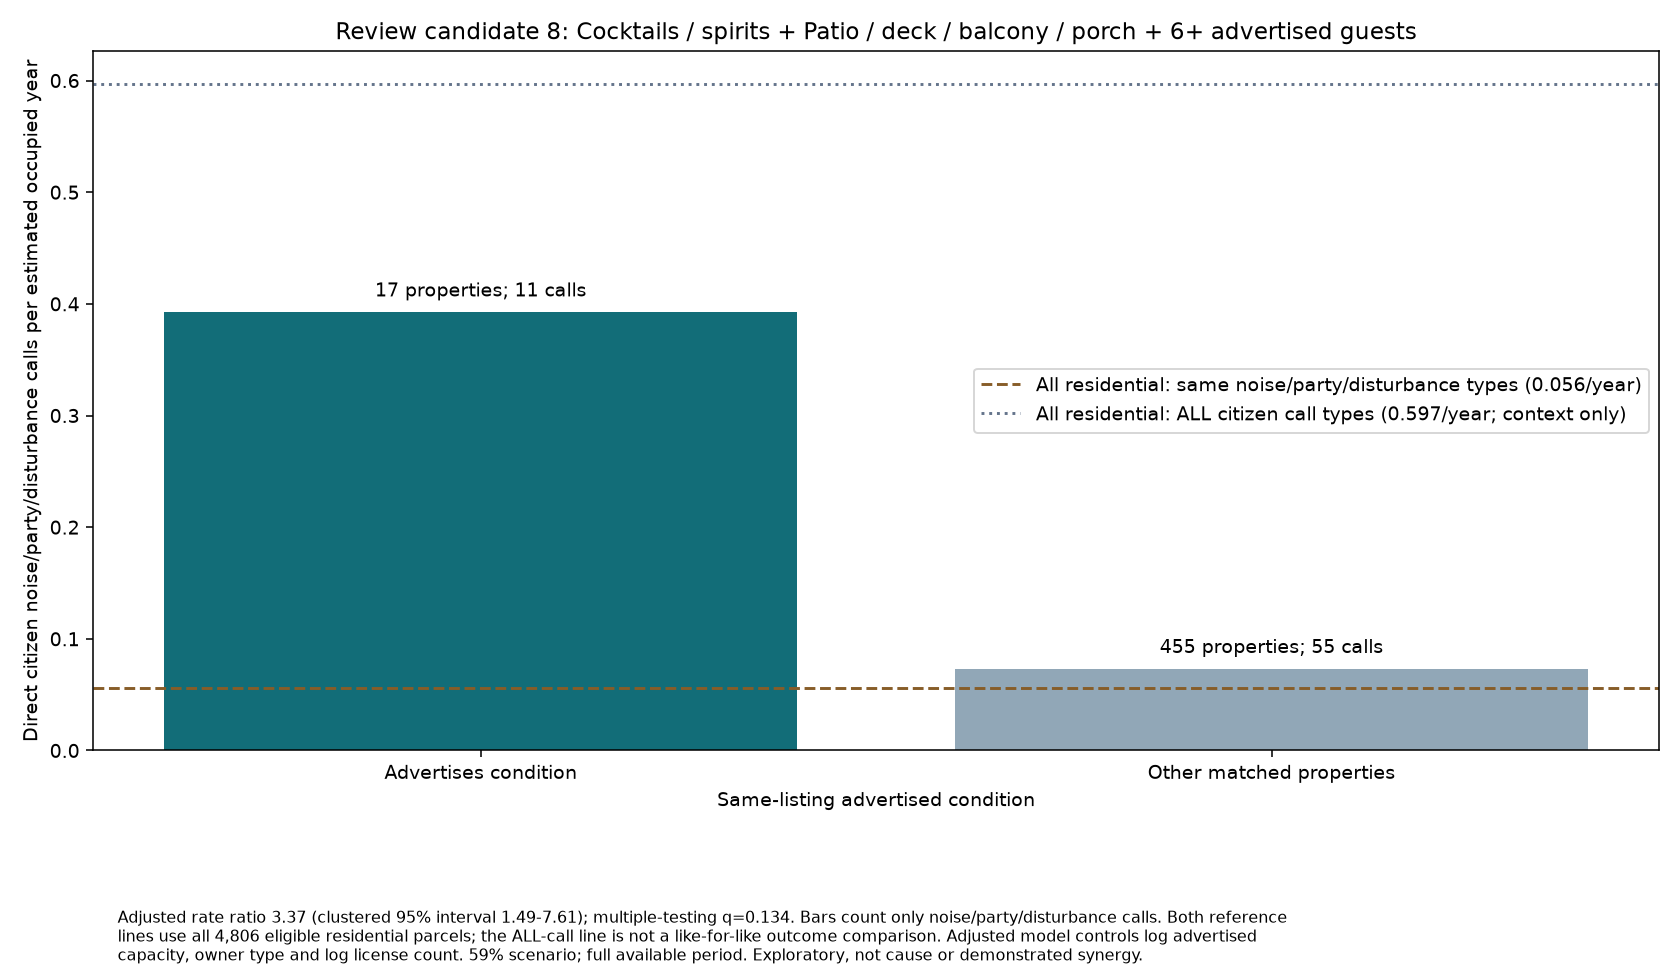 Review candidate 8: Cocktails / spirits + Patio / deck / balcony / porch + 6+ advertised guests
Direct citizen noise/party/disturbance calls per estimated occupied year
0.6
0.5
0.4
0.3
0.2
0.1
0.0
17 properties; 11 calls
All residential: same noise/party/disturbance types (0.056/year)
All residential: ALL citizen call types (0.597/year; context only)
455 properties; 55 calls
Advertises condition
Other matched properties
Same-listing advertised condition
Adjusted rate ratio 3.37 (clustered 95% interval 1.49-7.61); multiple-testing q=0.134. Bars count only noise/party/disturbance calls. Both reference
lines use all 4,806 eligible residential parcels; the ALL-call line is not a like-for-like outcome comparison. Adjusted model controls log advertised
capacity, owner type and log license count. 59% scenario; full available period. Exploratory, not cause or demonstrated synergy.